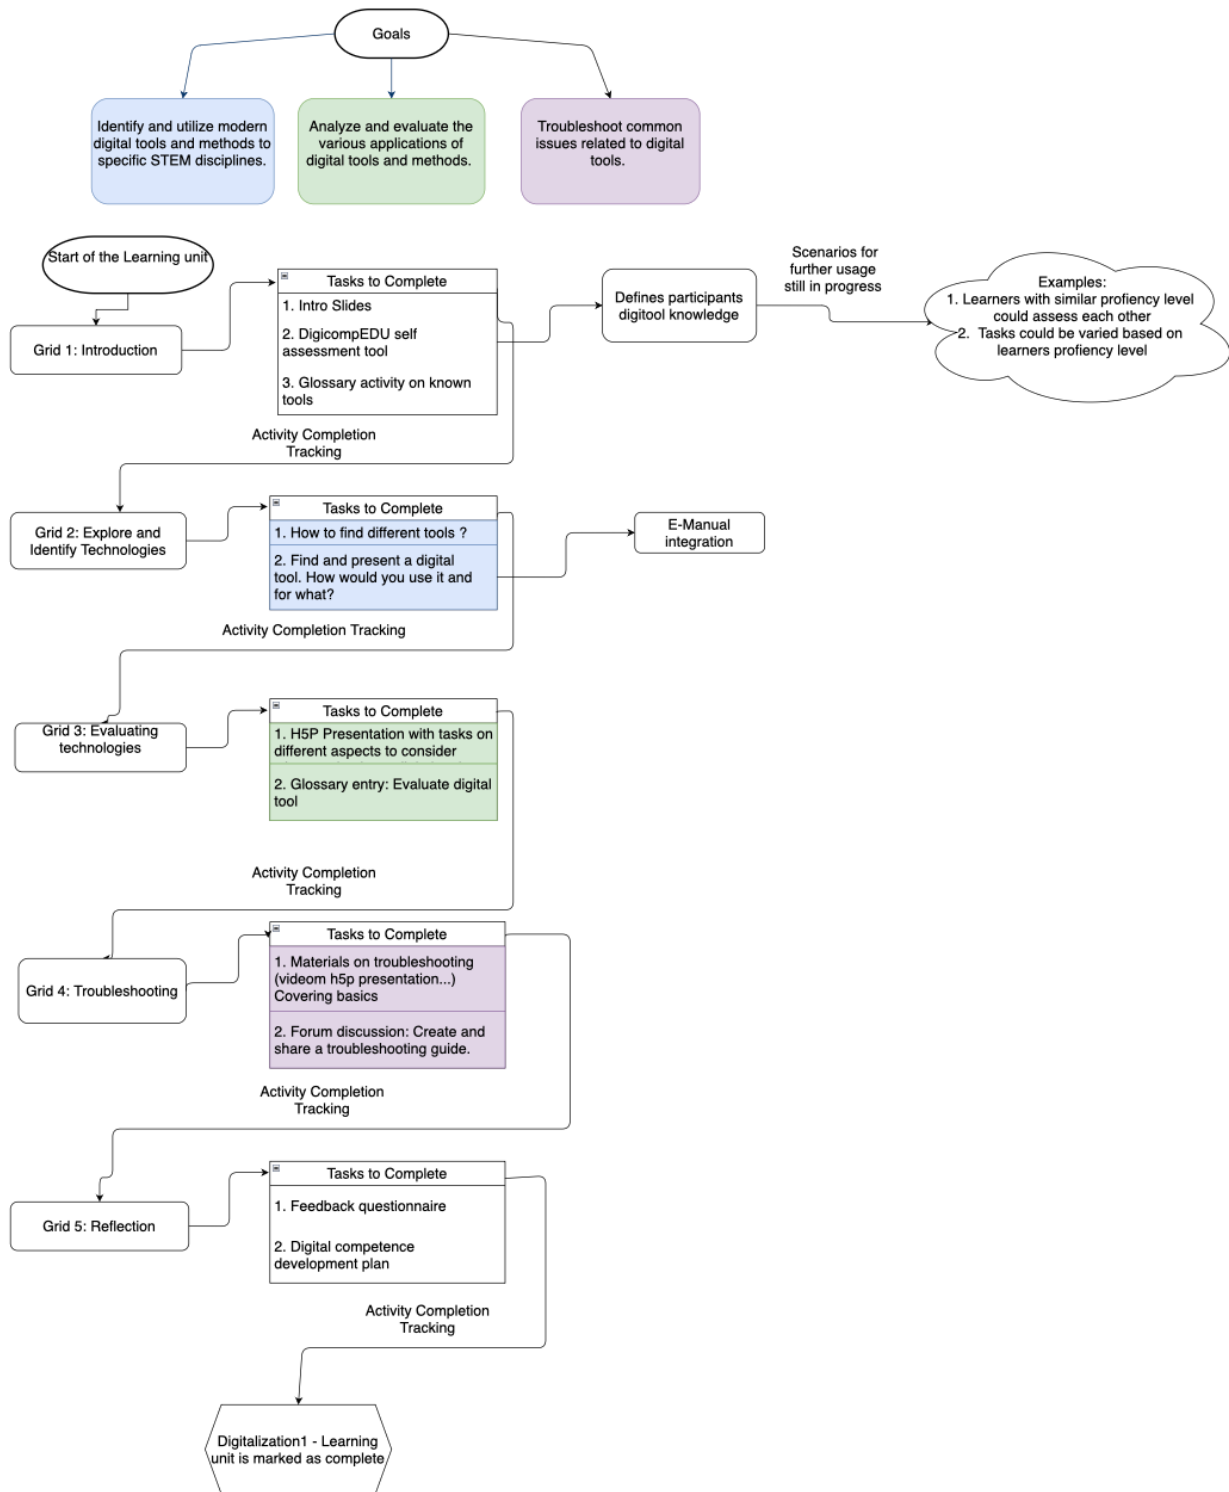 Goals
Identify and utilize modern
digital tools and methods to
specific STEM disciplines.
Analyze and evaluate the
various applications of
digital tools and methods.
Troubleshoot common
issues related to digital
tools.
Start of the Learning unit
Grid 1: Introduction
Tasks to Complete
1. Intro Slides
2. DigicompEDU self
assessment tool
3. Glossary activity on known
tools
Defines participants
digitool knowledge
Scenarios for
further usage
still in progress
Examples:
1. Learners with similar profiency level
could assess each other
2. Tasks could be varied based on
learners profiency level
Activity Completion
Tracking
Grid 2: Explore and
Identify Technologies
Tasks to Complete
1. How to find different tools ?
2. Find and present a digital
tool. How would you use it and
for what?
E-Manual
integration
Activity Completion Tracking
Grid 3: Evaluating
technologies
Tasks to Complete
1. H5P Presentation with tasks on
different aspects to consider
2. Glossary entry: Evaluate digital
tool
Activity Completion
Tracking
Grid 4: Troubleshooting
Tasks to Complete
1. Materials on troubleshooting
(videom h5p presentation...)
Covering basics
2. Forum discussion: Create and
share a troubleshooting guide.
Activity Completion
Tracking
Grid 5: Reflection
Tasks to Complete
1. Feedback questionnaire
2. Digital competence
development plan
Activity Completion
Tracking
Digitalization1 - Learning
unit is marked as complete